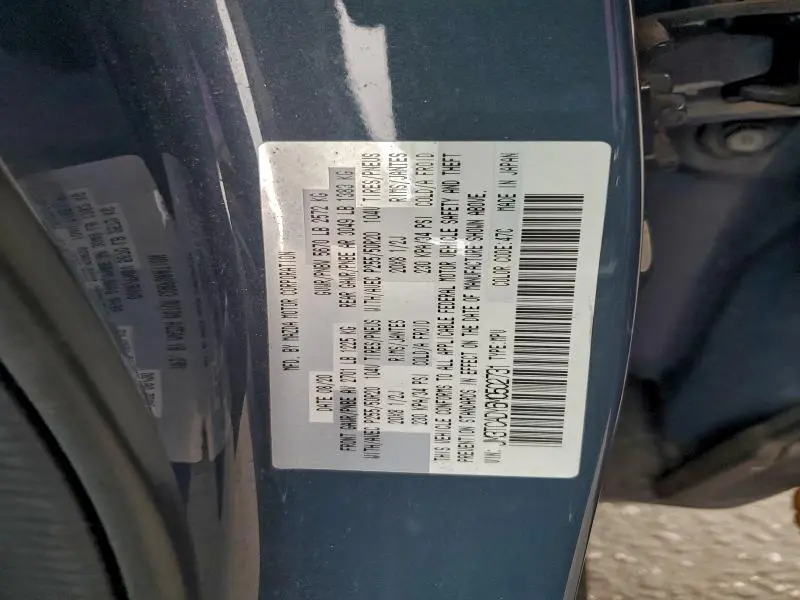 MFD. BY MAZDA MOTOR CORPORATION
DATE: 08/20 GVWR/PNBV 5670 LB 2572 KG
FRONT GAWR/PNBE AV 2701 LB 1225 KG REAR GAWR/PNBE AR 3049 LB 1383 KG
WITH/AVEC P255/50R20 TIRES/PNEUS WITH/AVEC P255/50R20 TIRES/PNEUS
20X8 1/2J RIMS/JANTES 20X8 1/2J RIMS/JANTES
230 KPA/34 PSI COLD/A FROID 230 KPA/34 PSI COLD/A FROID
THIS VEHICLE CONFORMS TO ALL APPLICABLE FEDERAL MOTOR VEHICLE SAFETY AND THEFT
PREVENTION STANDARDS IN EFFECT ON THE DATE OF MANUFACTURE SHOWN ABOVE.
VIN: TYPE:MPV COLOR CODE:47C MADE IN JAPAN